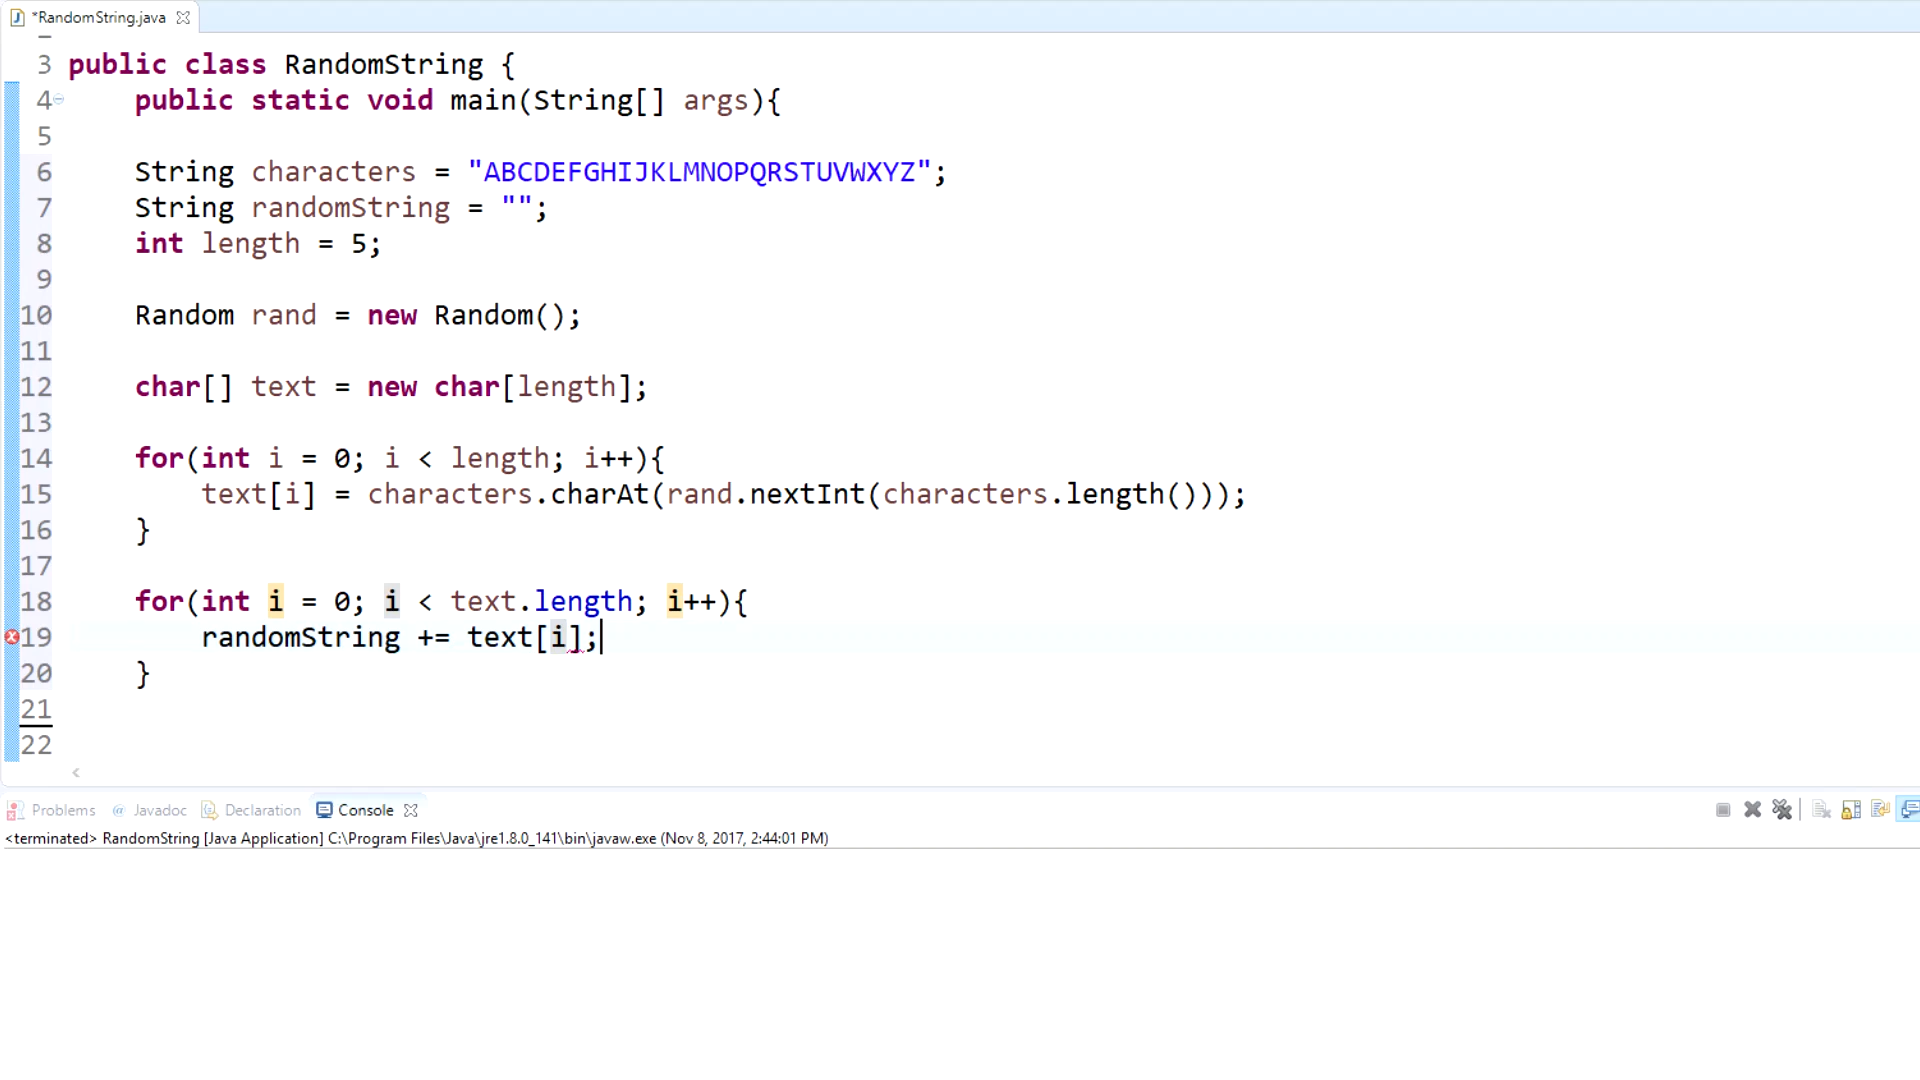 *RandomString.java
3 public class RandomString {
4 public static void main(String[] args){
5
6 String characters = "ABCDEFGHIJKLMNOPQRSTUVWXYZ";
7 String randomString = "";
8 int length = 5;
9
10 Random rand = new Random();
11
12 char[] text = new char[length];
13
14 for(int i = 0; i < length; i++){
15 text[i] = characters.charAt(rand.nextInt(characters.length()));
16 }
17
18 for(int i = 0; i < text.length; i++){
19 randomString += text[i];
20 }
21
22
Problems Javadoc Declaration Console
<terminated> RandomString [Java Application] C:\Program Files\Java\jre1.8.0_141\bin\javaw.exe (Nov 8, 2017, 2:44:01 PM)